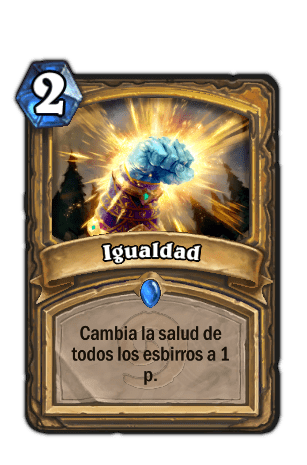 2
Igualdad
Cambia la salud de
todos los esbirros a 1
p.